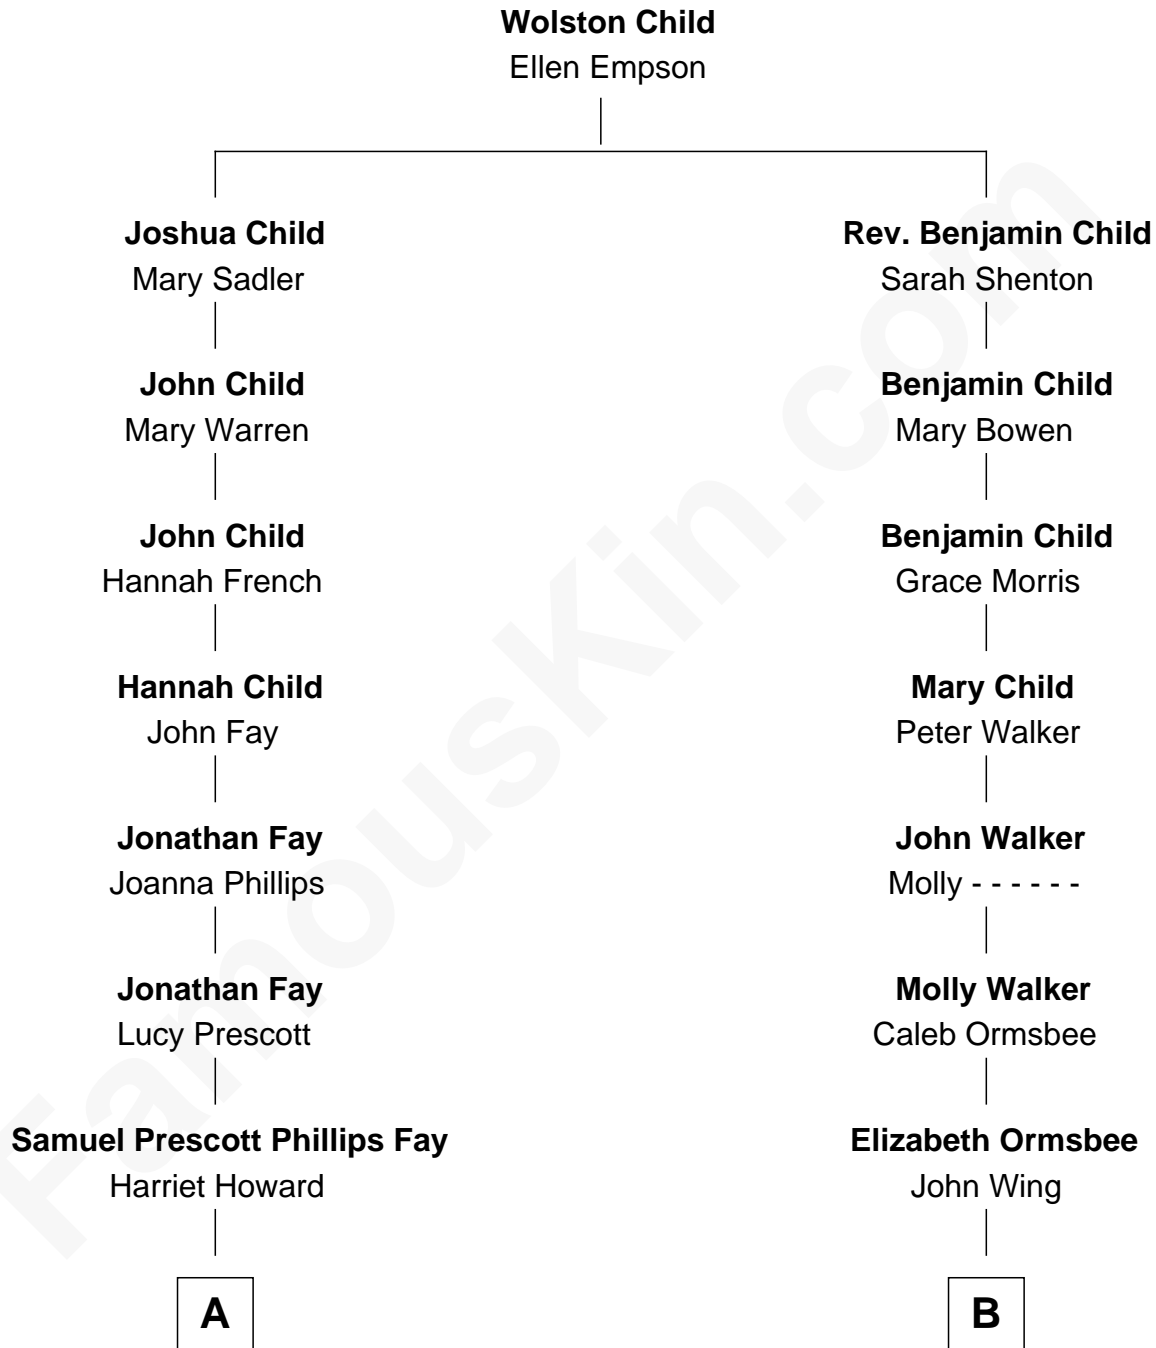 Wolston Child
Ellen Empson
Joshua Child
Mary Sadler
Rev. Benjamin Child
Sarah Shenton
John Child
Mary Warren
Benjamin Child
Mary Bowen
John Child
Hannah French
Benjamin Child
Grace Morris
Hannah Child
John Fay
Mary Child
Peter Walker
Jonathan Fay
Joanna Phillips
John Walker
Molly - - - - - -
Jonathan Fay
Lucy Prescott
Molly Walker
Caleb Ormsbee
Samuel Prescott Phillips Fay
Harriet Howard
Elizabeth Ormsbee
John Wing
A
B
FamousKin.com